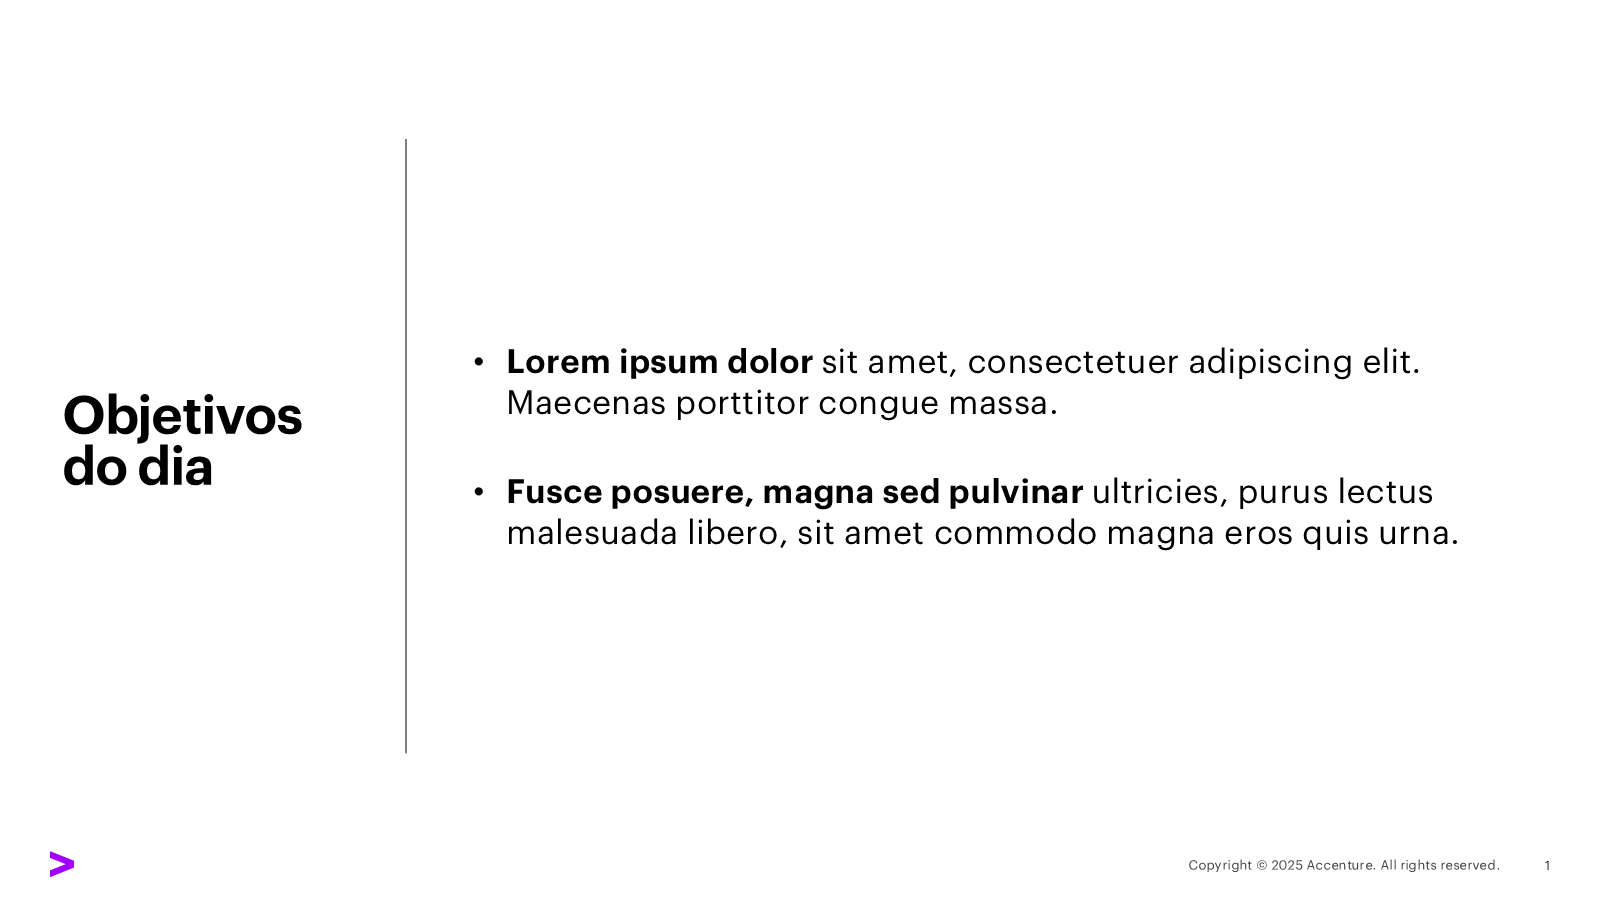 Objetivos
do dia
• Lorem ipsum dolor sit amet, consectetuer adipiscing elit.
Maecenas porttitor congue massa.
• Fusce posuere, magna sed pulvinar ultricies, purus lectus
malesuada libero, sit amet commodo magna eros quis urna.
Copyright © 2025 Accenture. All rights reserved. 1